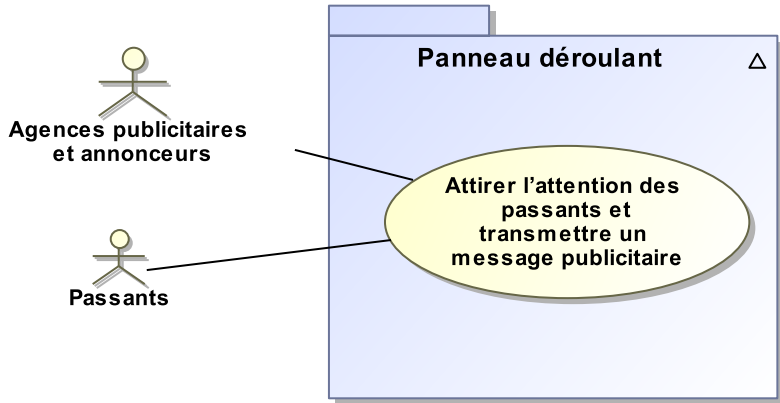 Panneau déroulant
Agences publicitaires
et annonceurs
Attirer l’attention des
passants et
transmettre un
message publicitaire
Passants